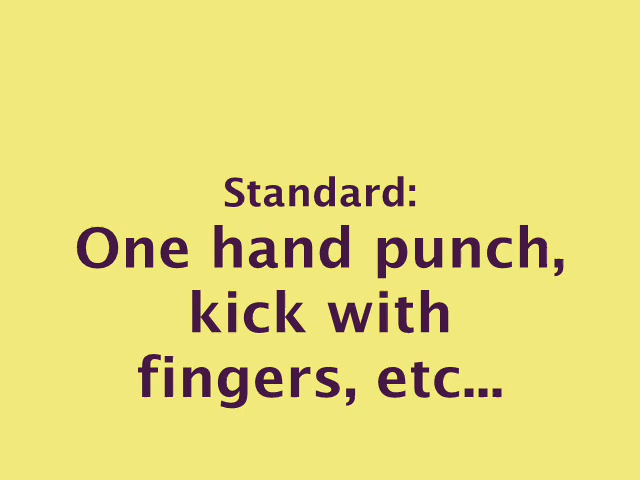 Standard:
One hand punch,
kick with
fingers, etc...